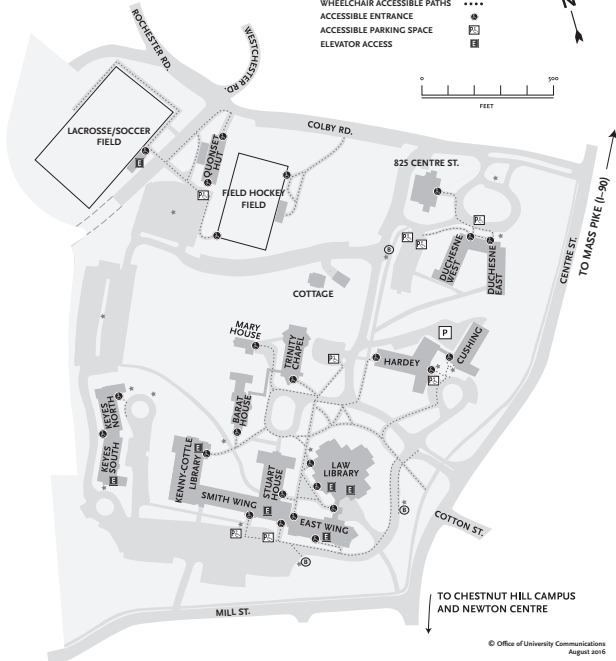 WHEELCHAIR ACCESSIBLE PATHS
ACCESSIBLE ENTRANCE
ACCESSIBLE PARKING SPACE
ELEVATOR ACCESS
E
N
0
500
FEET
ROCHESTER RD.
WESTCHESTER RD.
COLBY RD.
LACROSSE/SOCCER
FIELD
E
QUONSET
HUT
P
FIELD HOCKEY
FIELD
825 CENTRE ST.
P
P
P
B
DUCHESNE
WEST
DUCHESNE
EAST
CENTRE ST.
TO MASS PIKE (I-90)
COTTAGE
MARY
HOUSE
TRINITY
CHAPEL
P
P
HARDEY
CUSHING
P
BARAT
HOUSE
KEYES
NORTH
KEYES
SOUTH
E
KENNY-COTTLE
LIBRARY
E
STUART
HOUSE
LAW
LIBRARY
E
E
SMITH WING
E
EAST WING
E
P
P
B
B
COTTON ST.
MILL ST.
TO CHESTNUT HILL CAMPUS
AND NEWTON CENTRE
© Office of University Communications
August 2016